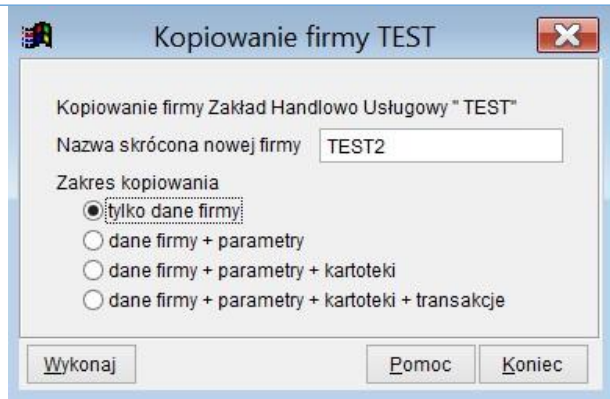 Kopiowanie firmy TEST
Kopiowanie firmy Zakład Handlowo Usługowy " TEST"
Nazwa skrócona nowej firmy TEST2
Zakres kopiowania
tylko dane firmy
dane firmy + parametry
dane firmy + parametry + kartoteki
dane firmy + parametry + kartoteki + transakcje
Wykonaj Pomoc Koniec